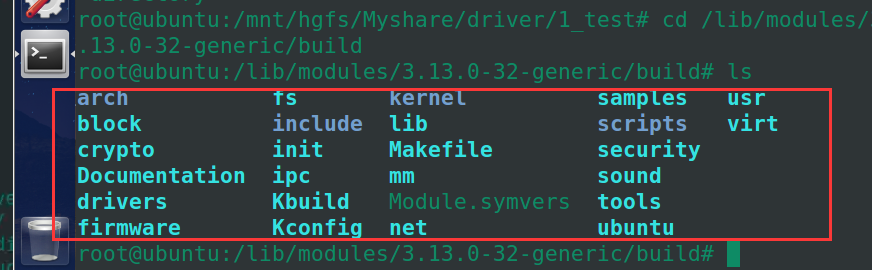 root@ubuntu:/mnt/hgfs/Myshare/driver/1_test# cd /lib/modules/
.13.0-32-generic/build
root@ubuntu:/lib/modules/3.13.0-32-generic/build# ls
arch fs kernel samples usr
block include lib scripts virt
crypto init Makefile security
Documentation ipc mm sound
drivers Kbuild Module.symvers tools
firmware Kconfig net ubuntu
root@ubuntu:/lib/modules/3.13.0-32-generic/build#